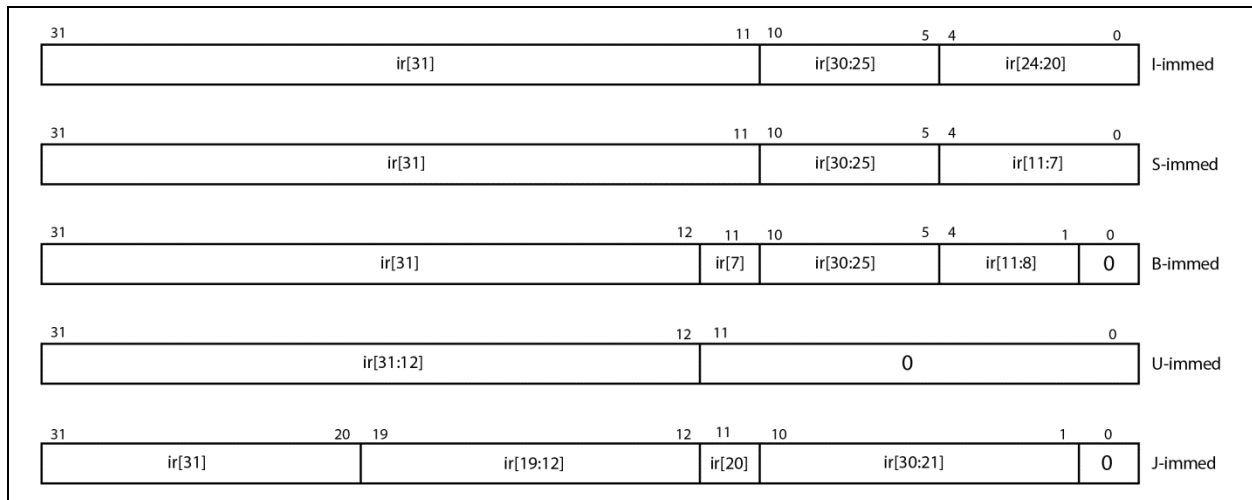 31 11 10 5 4 0
ir[31] ir[30:25] ir[24:20] I-immed
31 11 10 5 4 0
ir[31] ir[30:25] ir[11:7] S-immed
31 12 11 10 5 4 1 0
ir[31] ir[7] ir[30:25] ir[11:8] 0 B-immed
31 12 11 0
ir[31:12] 0 U-immed
31 20 19 12 11 10 1 0
ir[31] ir[19:12] ir[20] ir[30:21] 0 J-immed